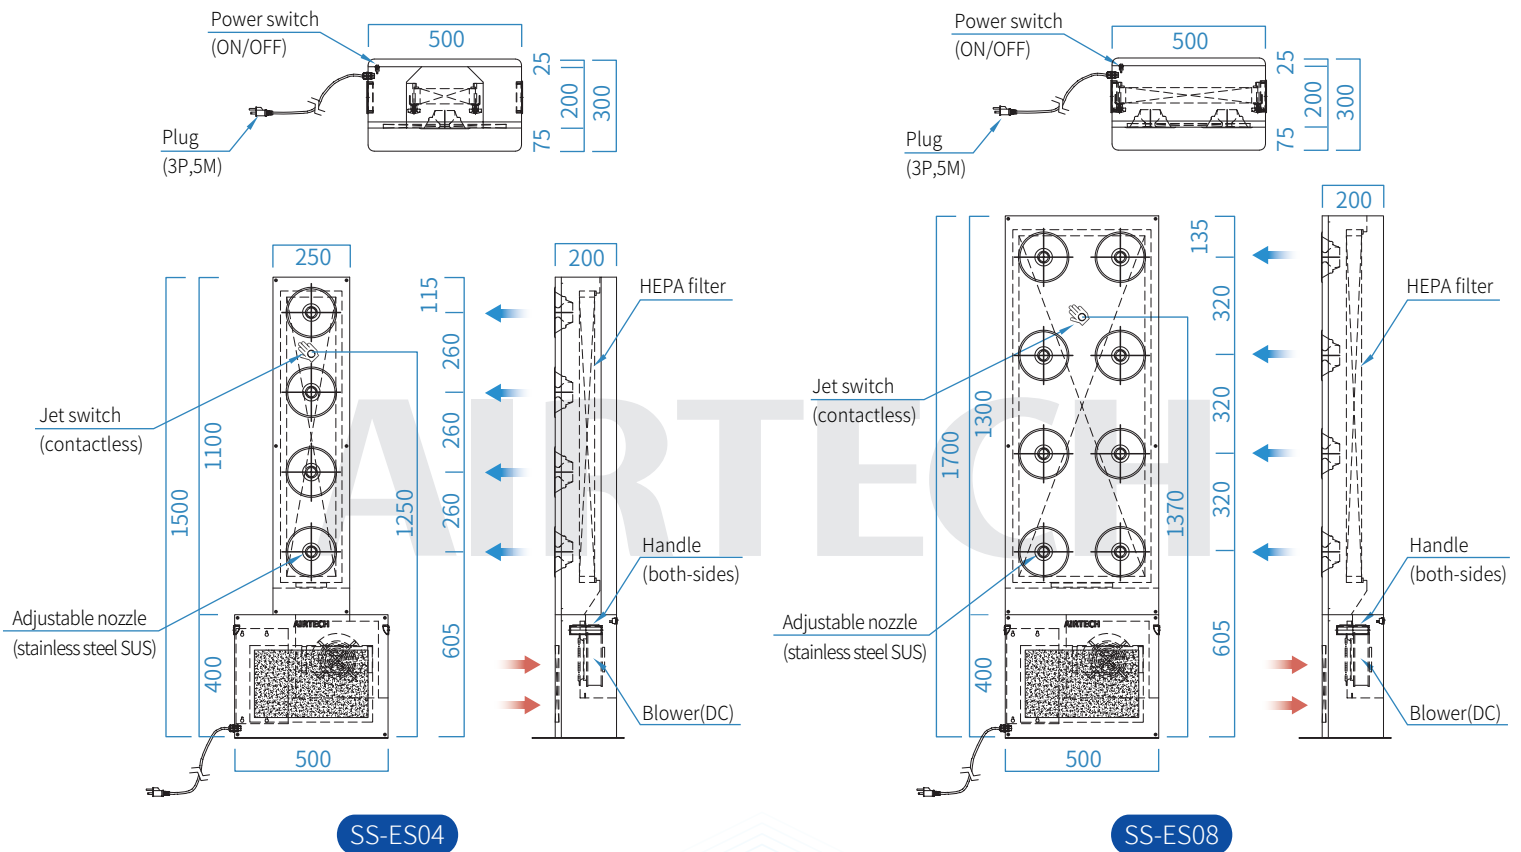 Power switch
(ON/OFF)
500
25
200
300
75
Plug
(3P,5M)
250
200
HEPA filter
115
260
260
260
605
Jet switch
(contactless)
1100
1500
1250
400
Adjustable nozzle
(stainless steel SUS)
Handle
(both-sides)
AIRTECH
Blower(DC)
500
SS-ES04
Power switch
(ON/OFF)
500
25
200
300
75
Plug
(3P,5M)
200
135
HEPA filter
320
320
320
605
Jet switch
(contactless)
1300
1700
1370
400
Adjustable nozzle
(stainless steel SUS)
Handle
(both-sides)
AIRTECH
Blower(DC)
500
SS-ES08
AIRTECH